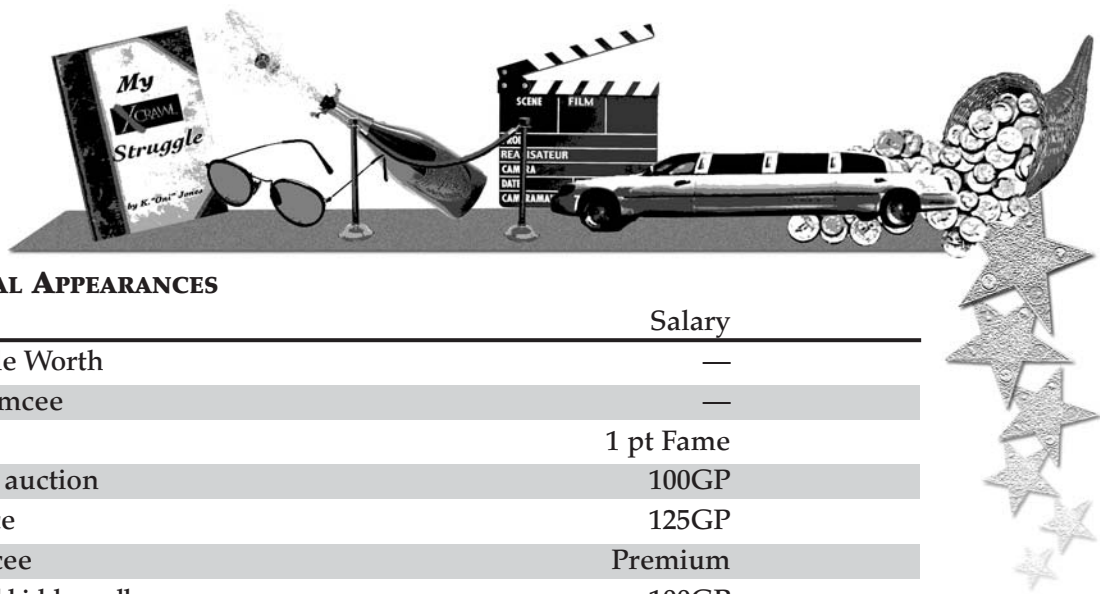 My
XCRAWL
Struggle
by K. "Oni" Jones
SCENE FILM
REALISATEUR
CAMERA
DATE
CAMERAMAN
AL APPEARANCES
Salary
e Worth —
mcee —
1 pt Fame
auction 100GP
ce 125GP
cee Premium